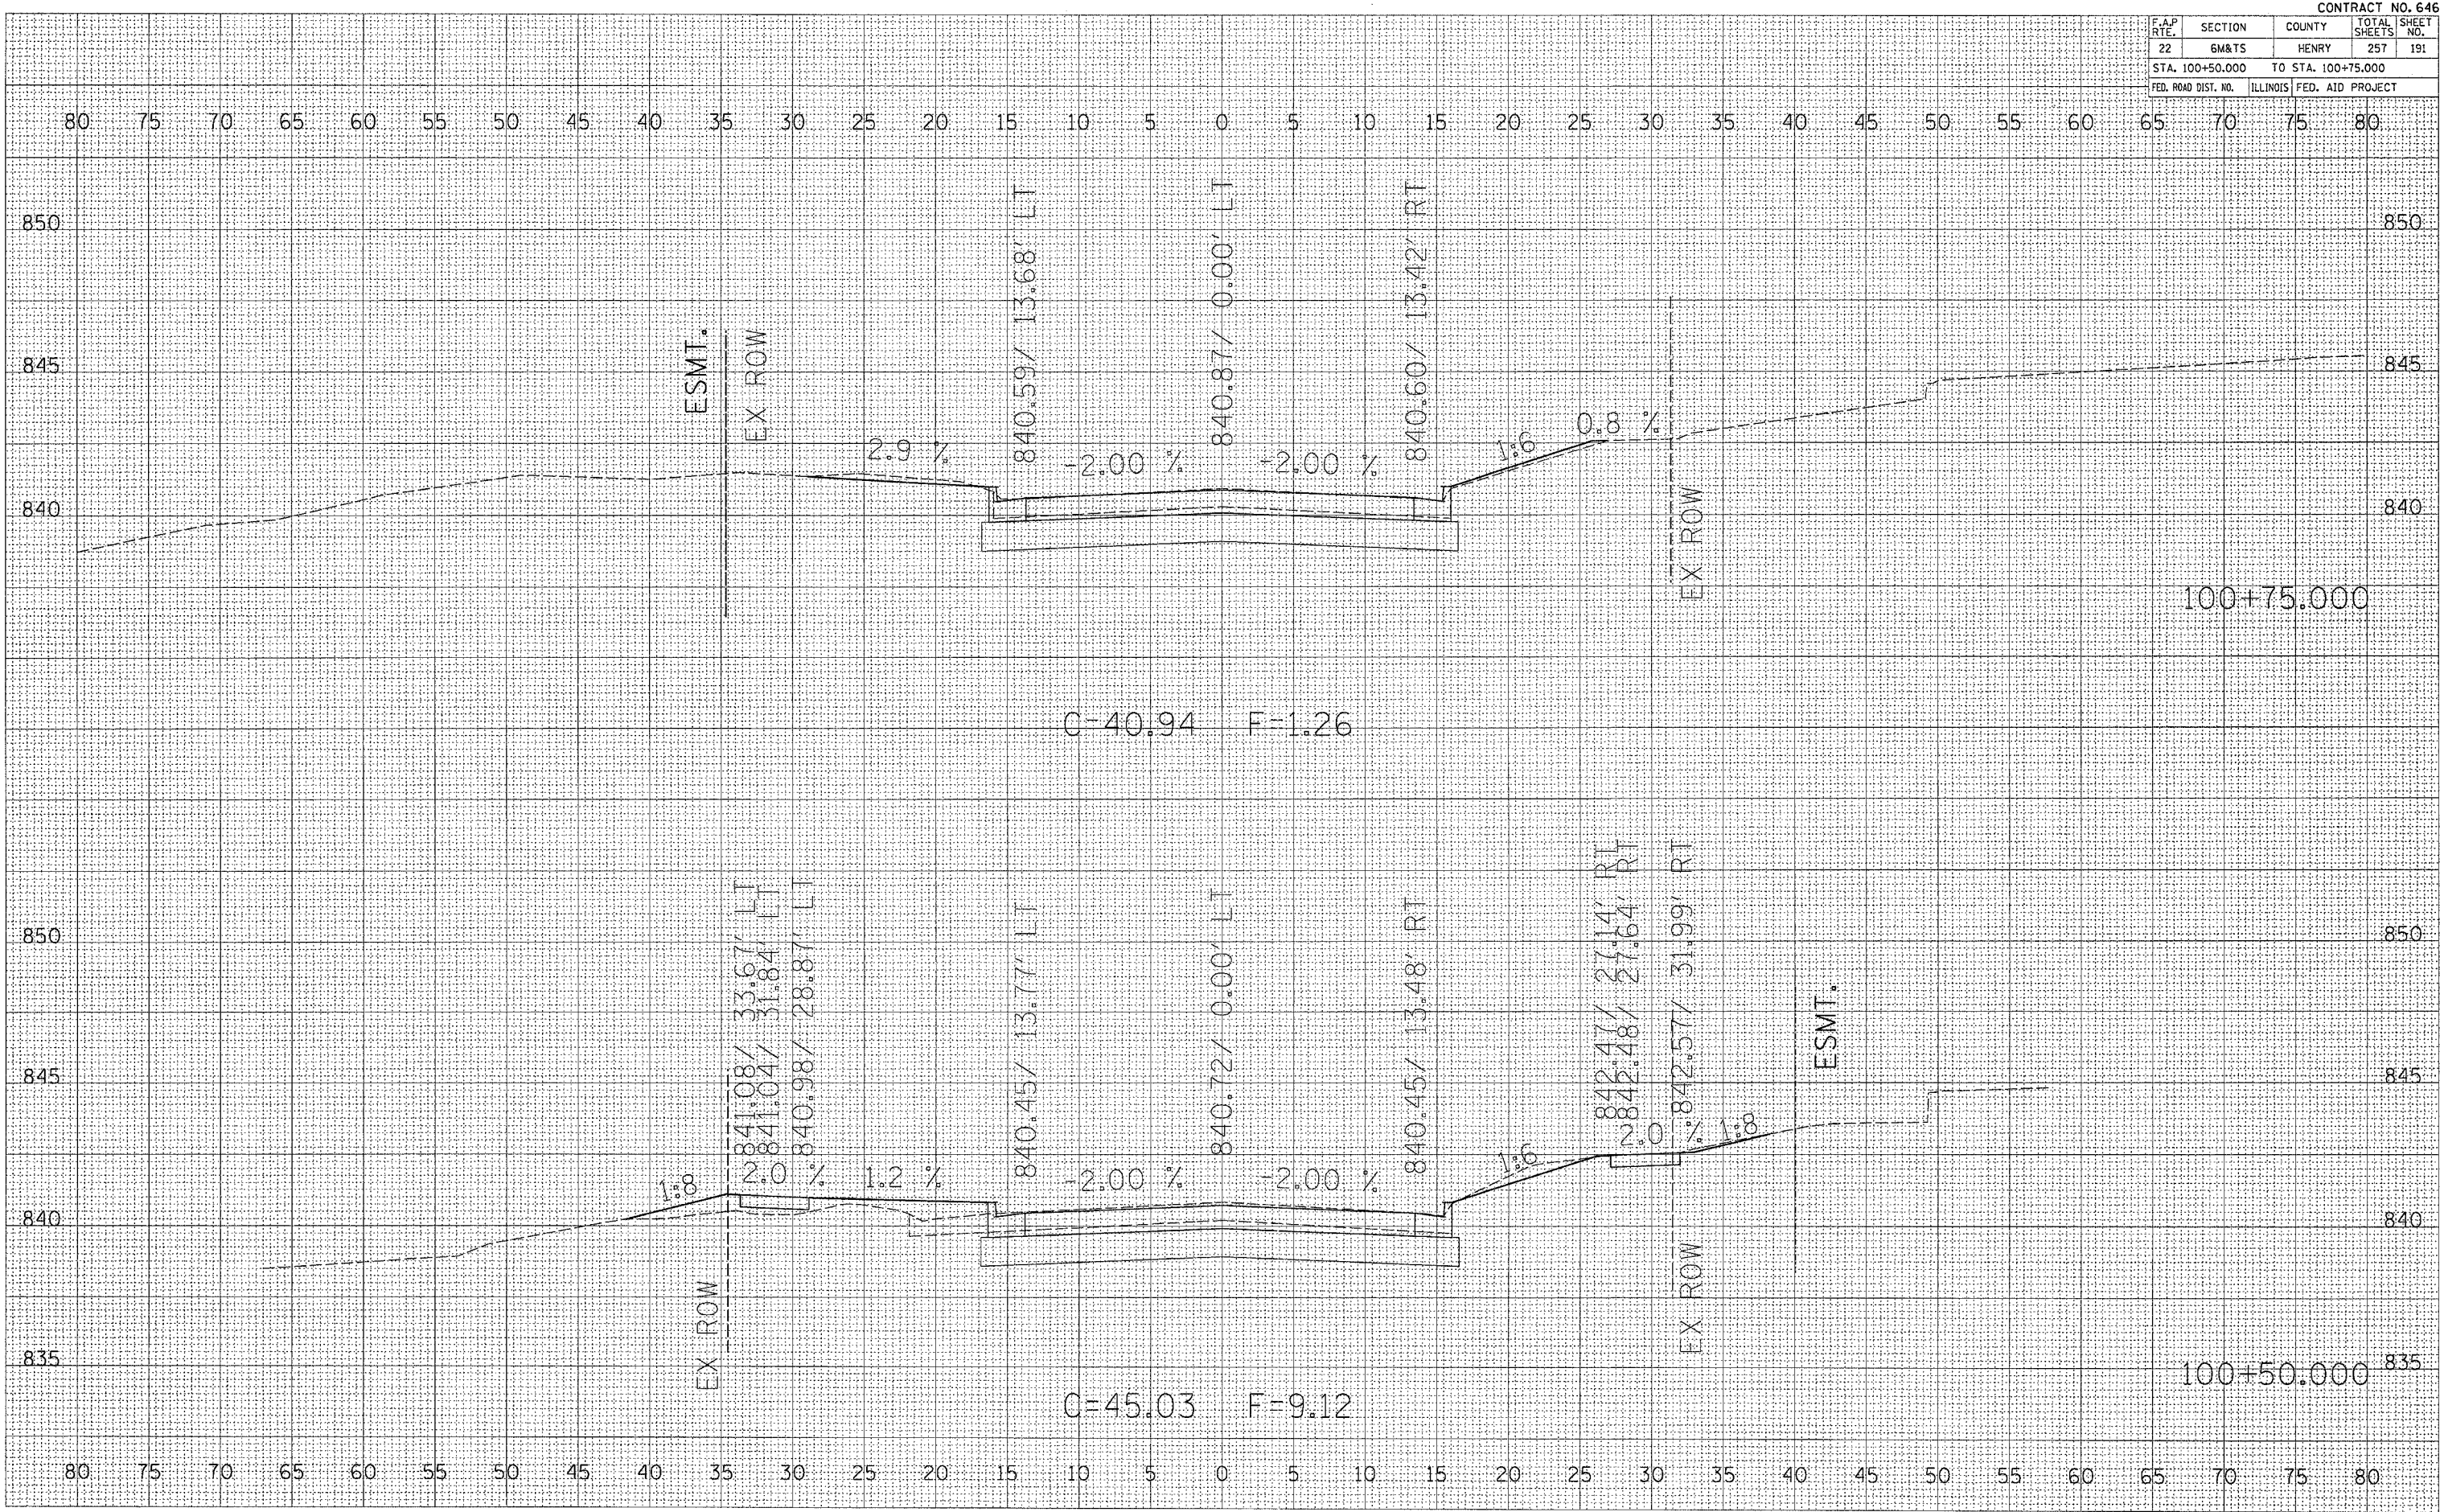 CONTRACT NO. 646
F.A.P RTE. SECTION COUNTY TOTAL SHEETS SHEET NO.
22 6M&TS HENRY 257 191
STA. 100+50.000 TO STA. 100+75.000
FED. ROAD DIST. NO. ILLINOIS FED. AID PROJECT
80 75 70 65 60 55 50 45 40 35 30 25 20 15 10 5 0 5 10 15 20 25 30 35 40 45 50 55 60 65 70 75 80
850 850
845 845
840 840
ESMT.
EX ROW
2.9 %
840.59/ 13.68' LT
-2.00 %
840.87/ 0.00' LT
-2.00 %
840.60/ 13.42' RT
1:6
0.8 %
EX ROW
100+75.000
C=40.94 F=1.26
850 850
845 845
840 840
835 835
1:8
EX ROW
841.08/ 33.67' LT
841.04/ 31.84' LT
840.98/ 28.87' LT
2.0 %
1.2 %
840.45/ 13.77' LT
-2.00 %
840.72/ 0.00' LT
-2.00 %
840.45/ 13.48' RT
1:6
842.47/ 27.14' RT
842.48/ 27.64' RT
842.57/ 31.99' RT
2.0 %
1:8
EX ROW
ESMT.
100+50.000
C=45.03 F=9.12
80 75 70 65 60 55 50 45 40 35 30 25 20 15 10 5 0 5 10 15 20 25 30 35 40 45 50 55 60 65 70 75 80